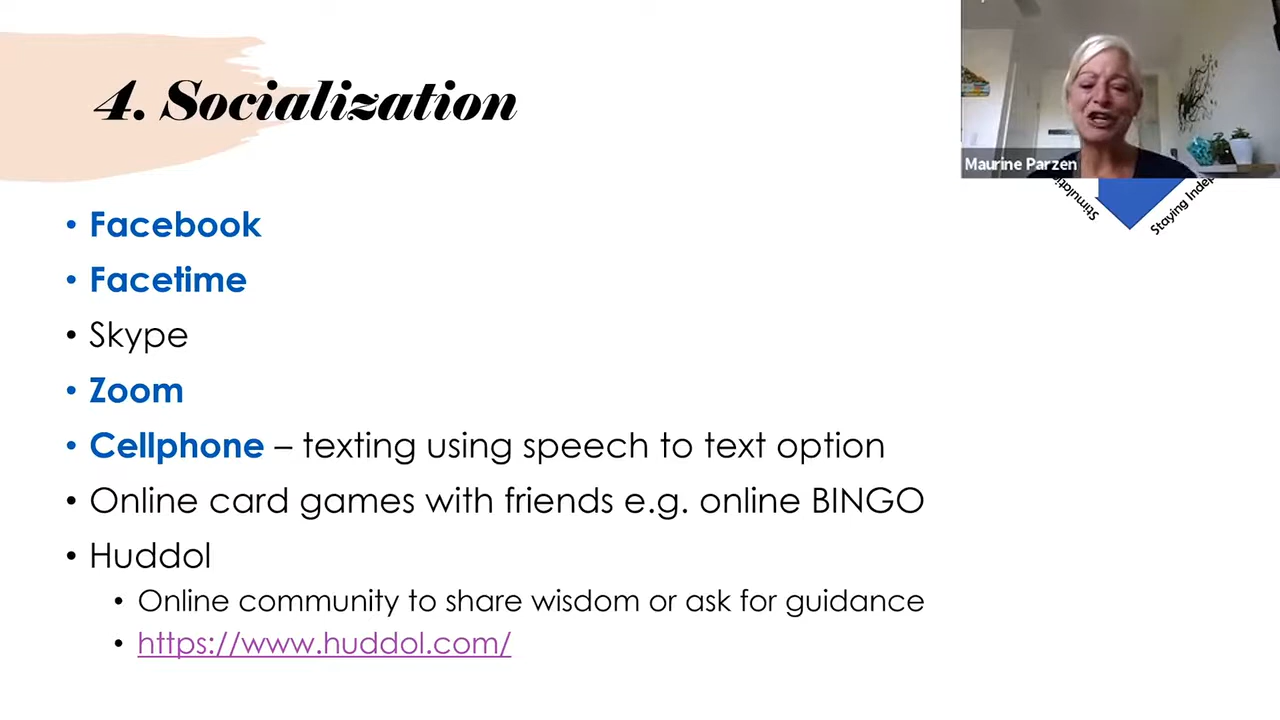 4. Socialization
Maurine Parzen
Staying
• Facebook
• Facetime
• Skype
• Zoom
• Cellphone – texting using speech to text option
• Online card games with friends e.g. online BINGO
• Huddol
• Online community to share wisdom or ask for guidance
• https://www.huddol.com/